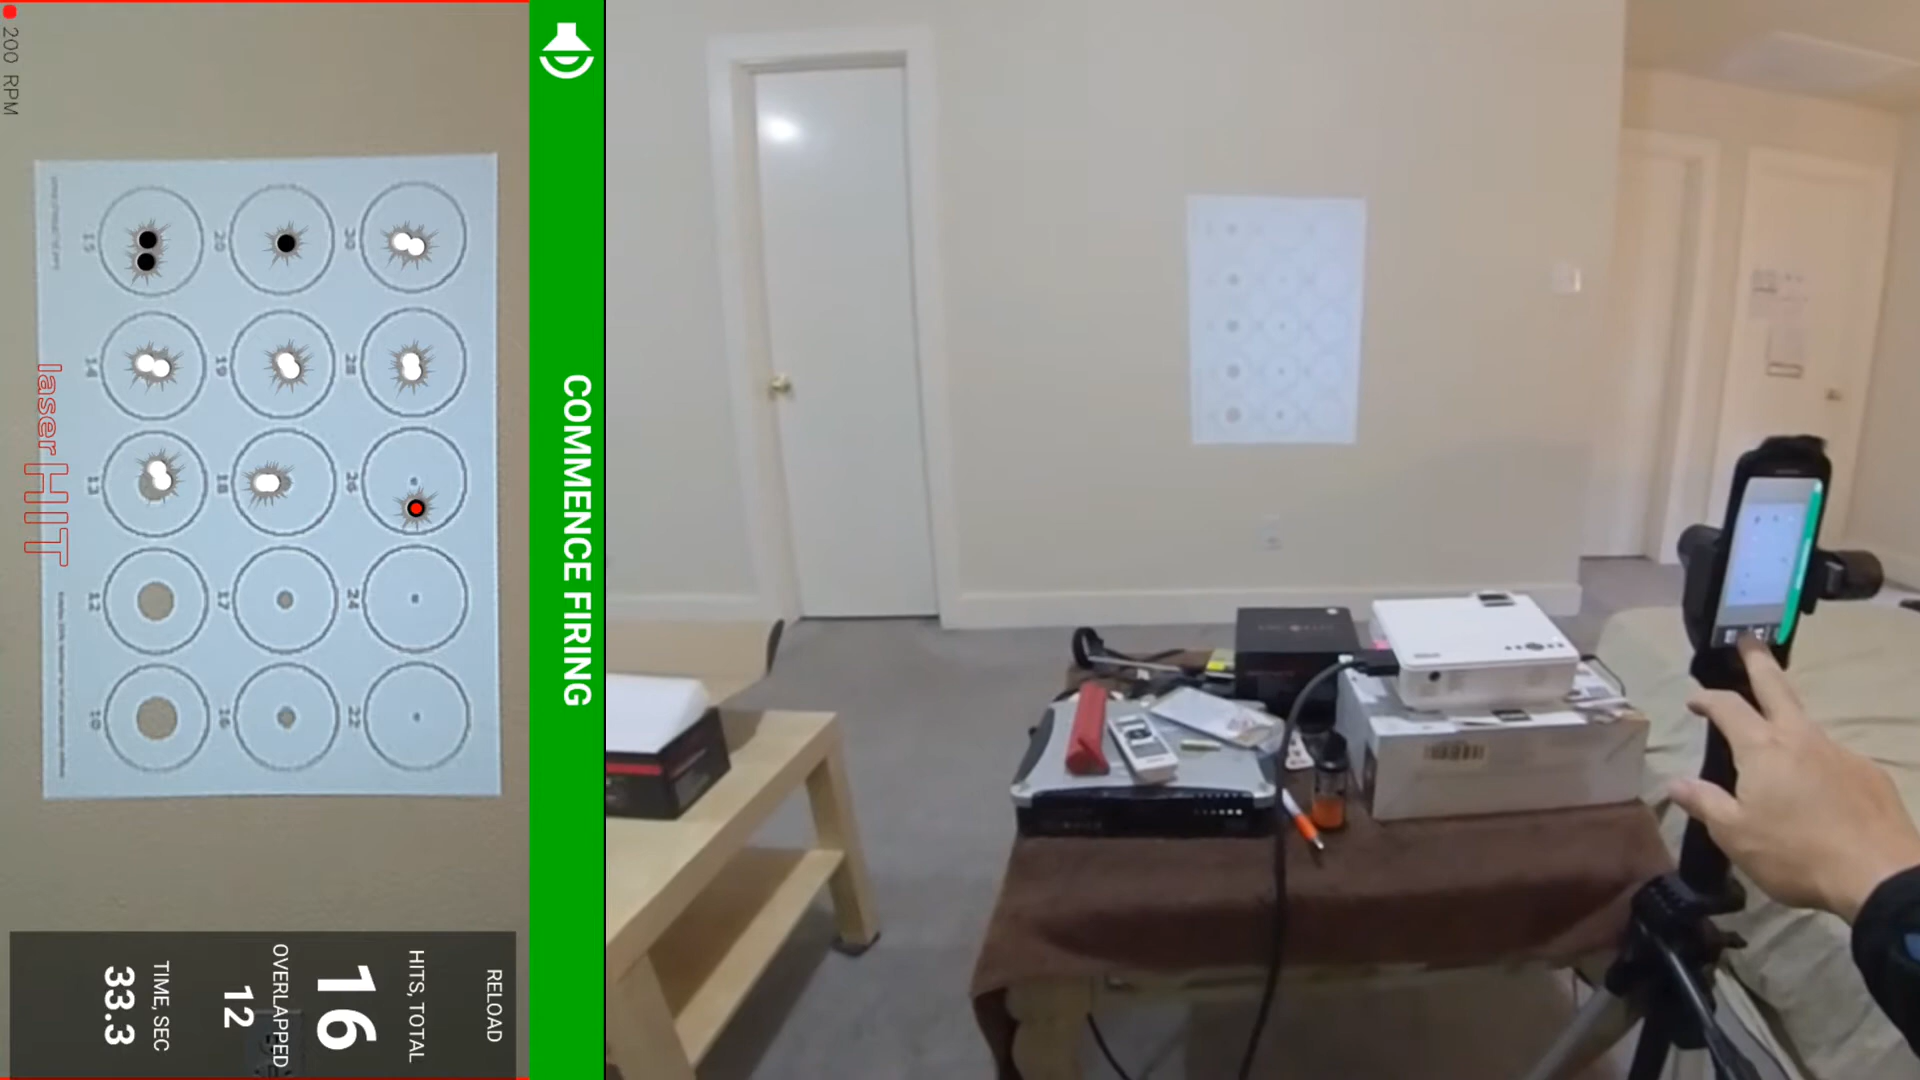 200 RPM
COMMENCE FIRING
laser HIT
30
28
26
24
22
20
19
18
17
16
15
14
13
12
10
RELOAD
HITS, TOTAL
16
OVERLAPPED
12
TIME, SEC
33.3